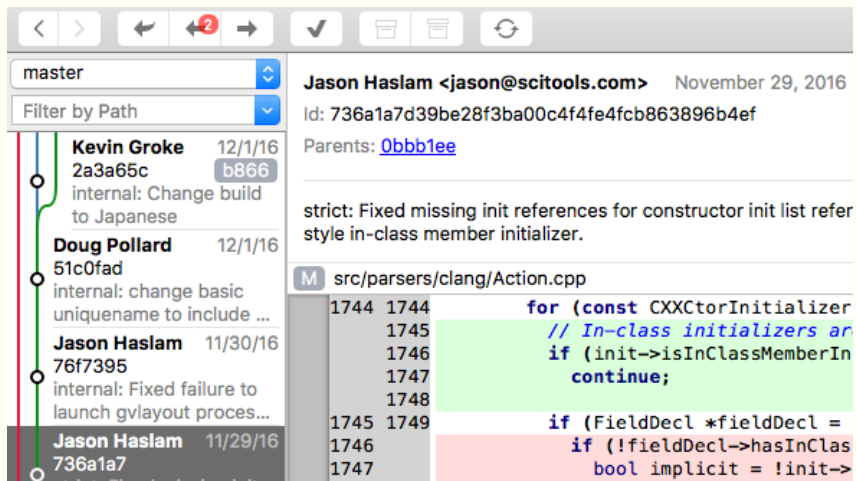 2
master
Filter by Path
Kevin Groke 12/1/16
2a3a65c b866
internal: Change build
to Japanese
Doug Pollard 12/1/16
51c0fad
internal: change basic
uniquename to include ...
Jason Haslam 11/30/16
76f7395
internal: Fixed failure to
launch gvlayout proces...
Jason Haslam 11/29/16
736a1a7
Jason Haslam <jason@scitools.com> November 29, 2016
Id: 736a1a7d39be28f3ba00c4f4fe4fcb863896b4ef
Parents: 0bbb1ee
strict: Fixed missing init references for constructor init list refer
style in-class member initializer.
M src/parsers/clang/Action.cpp
1744 1744 for (const CXXCtorInitializer
1745 // In-class initializers ar
1746 if (init->isInClassMemberIn
1747 continue;
1748
1745 1749 if (FieldDecl *fieldDecl =
1746 if (!fieldDecl->hasInClas
1747 bool implicit = !init->